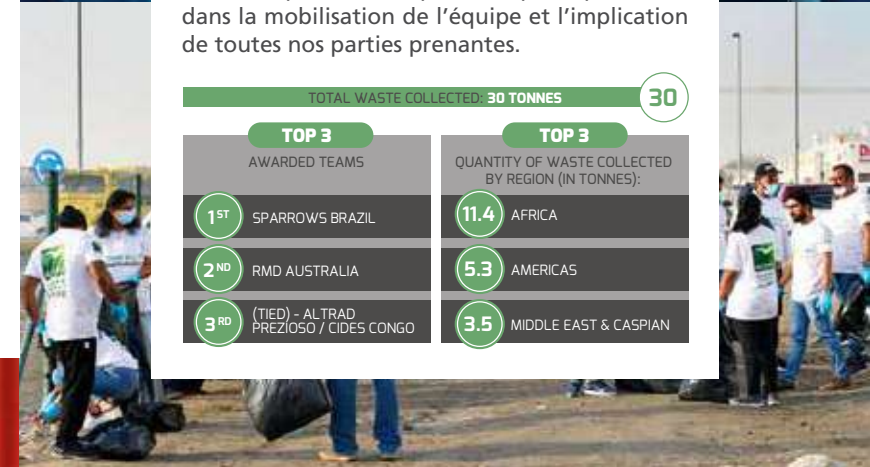 dans la mobilisation de l'équipe et l'implication
de toutes nos parties prenantes.
TOTAL WASTE COLLECTED: 30 TONNES
30
TOP 3
AWARDED TEAMS
1ST SPARROWS BRAZIL
2ND RMD AUSTRALIA
3RD (TIED) - ALTRAD
PREZIOSO / CIDES CONGO
TOP 3
QUANTITY OF WASTE COLLECTED
BY REGION (IN TONNES):
11.4 AFRICA
5.3 AMERICAS
3.5 MIDDLE EAST & CASPIAN